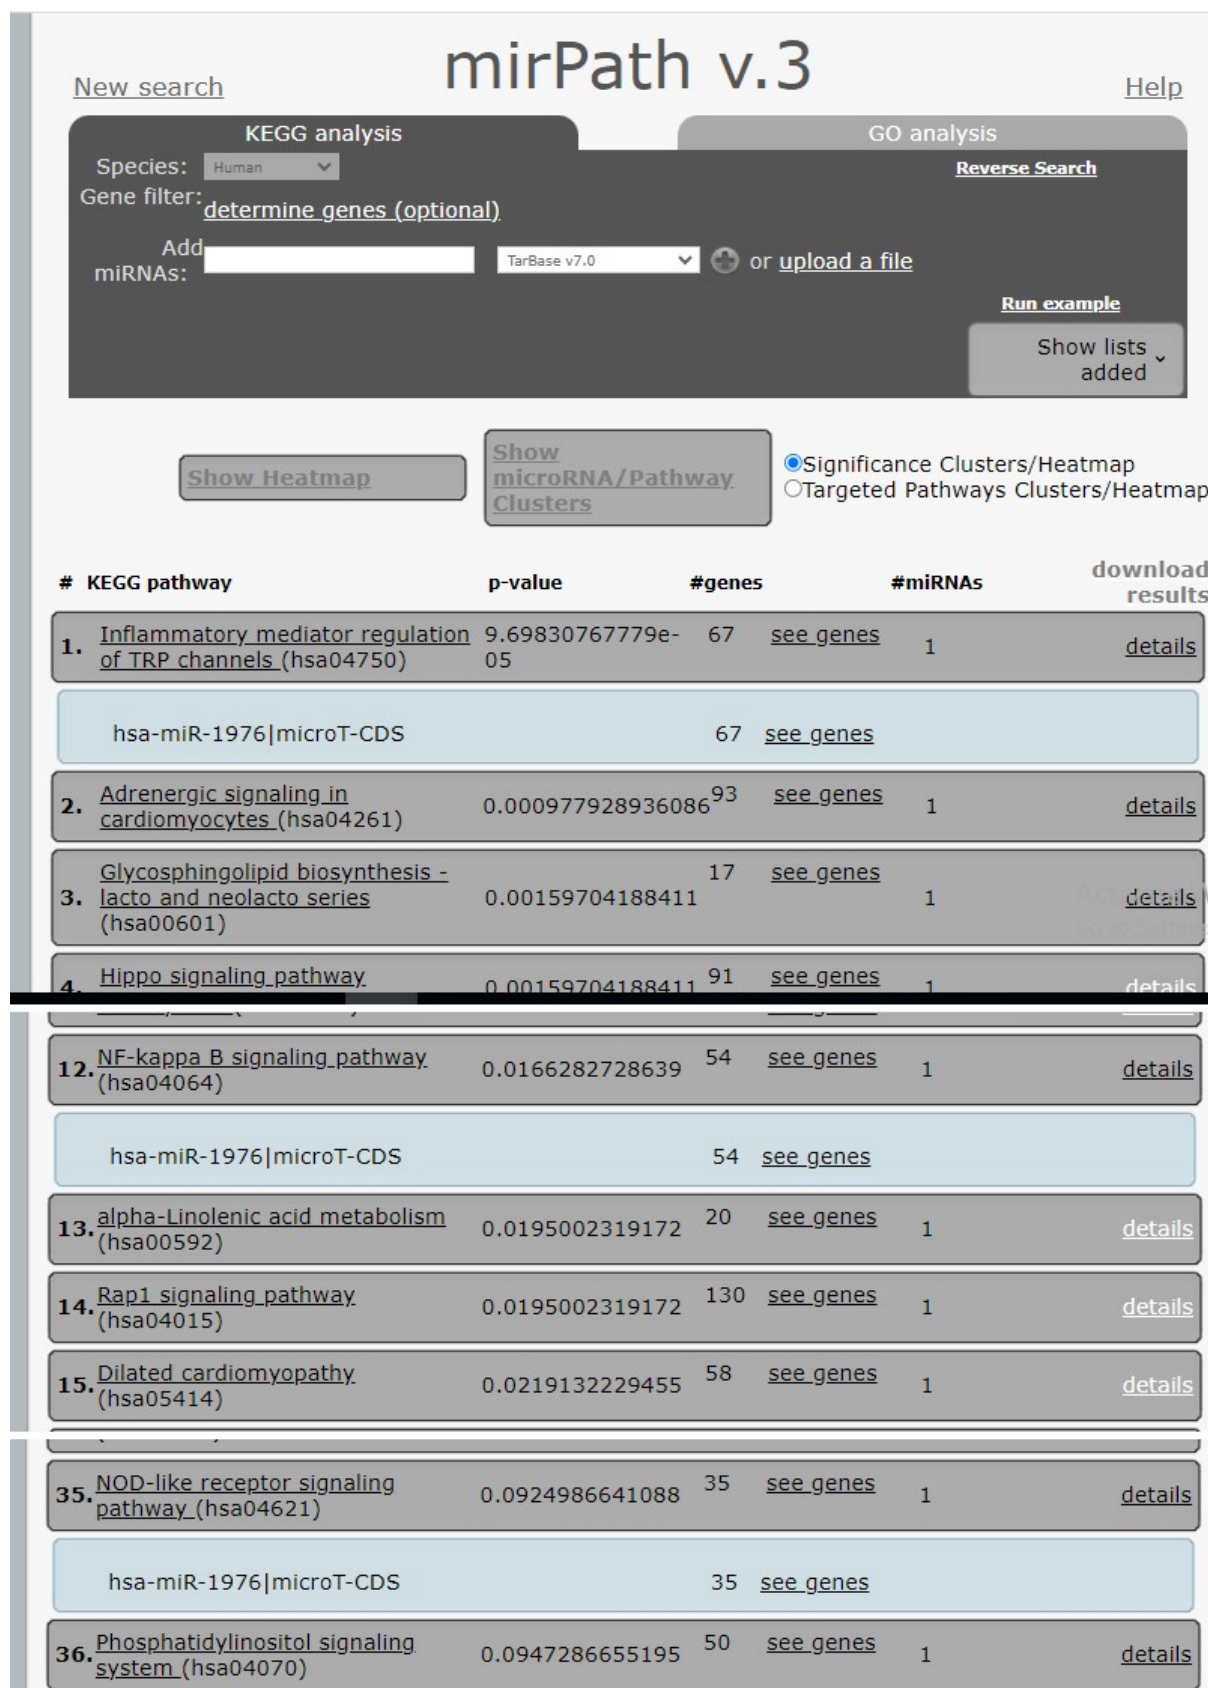 mirPath v.3
New search
Help
KEGG analysis
GO analysis
Species: Human
Reverse Search
Gene filter: determine genes (optional)
Add miRNAs:
TarBase v7.0
or upload a file
Run example
Show lists added
Show Heatmap
Show microRNA/Pathway Clusters
Significance Clusters/Heatmap
Targeted Pathways Clusters/Heatmap
# KEGG pathway p-value #genes #miRNAs download results
1. Inflammatory mediator regulation of TRP channels (hsa04750) 9.69830767779e-05 67 see genes 1 details
hsa-miR-1976|microT-CDS 67 see genes
2. Adrenergic signaling in cardiomyocytes (hsa04261) 0.000977928936086 93 see genes 1 details
3. Glycosphingolipid biosynthesis - lacto and neolacto series (hsa00601) 0.00159704188411 17 see genes 1 details
4. Hippo signaling pathway 0.00159704188411 91 see genes 1 details
12. NF-kappa B signaling pathway (hsa04064) 0.0166282728639 54 see genes 1 details
hsa-miR-1976|microT-CDS 54 see genes
13. alpha-Linolenic acid metabolism (hsa00592) 0.0195002319172 20 see genes 1 details
14. Rap1 signaling pathway (hsa04015) 0.0195002319172 130 see genes 1 details
15. Dilated cardiomyopathy (hsa05414) 0.0219132229455 58 see genes 1 details
35. NOD-like receptor signaling pathway (hsa04621) 0.0924986641088 35 see genes 1 details
hsa-miR-1976|microT-CDS 35 see genes
36. Phosphatidylinositol signaling system (hsa04070) 0.0947286655195 50 see genes 1 details